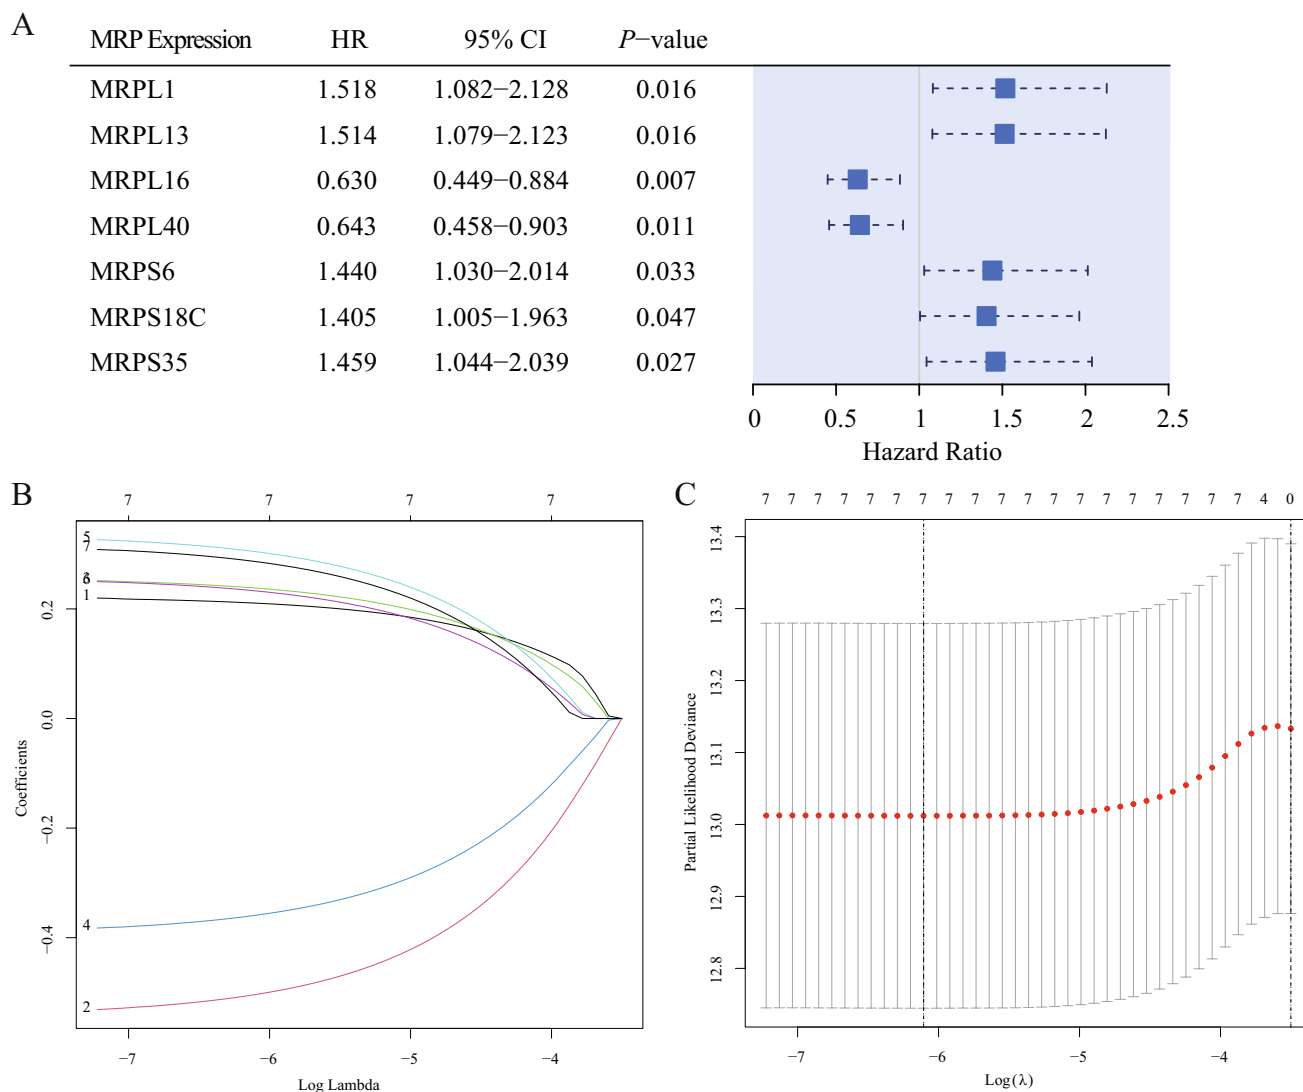 A
MRP Expression HR 95% CI P−value
MRPL1 1.518 1.082−2.128 0.016
MRPL13 1.514 1.079−2.123 0.016
MRPL16 0.630 0.449−0.884 0.007
MRPL40 0.643 0.458−0.903 0.011
MRPS6 1.440 1.030−2.014 0.033
MRPS18C 1.405 1.005−1.963 0.047
MRPS35 1.459 1.044−2.039 0.027
0 0.5 1 1.5 2 2.5
Hazard Ratio
B
7 7 7 7
0.2
0.0
−0.2
−0.4
Coefficients
5
7
6
1
4
2
−7 −6 −5 −4
Log Lambda
C
7 7 7 7 7 7 7 7 7 7 7 7 7 7 7 7 7 7 7 4 0
13.4
13.3
13.2
13.1
13.0
12.9
12.8
Partial Likelihood Deviance
−7 −6 −5 −4
Log(λ)